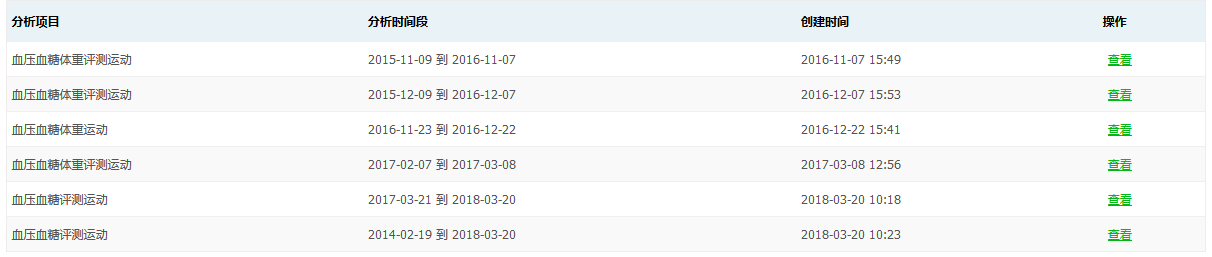 分析项目 分析时间段 创建时间 操作
血压血糖体重评测运动 2015-11-09 到 2016-11-07 2016-11-07 15:49 查看
血压血糖体重评测运动 2015-12-09 到 2016-12-07 2016-12-07 15:53 查看
血压血糖体重运动 2016-11-23 到 2016-12-22 2016-12-22 15:41 查看
血压血糖体重评测运动 2017-02-07 到 2017-03-08 2017-03-08 12:56 查看
血压血糖评测运动 2017-03-21 到 2018-03-20 2018-03-20 10:18 查看
血压血糖评测运动 2014-02-19 到 2018-03-20 2018-03-20 10:23 查看